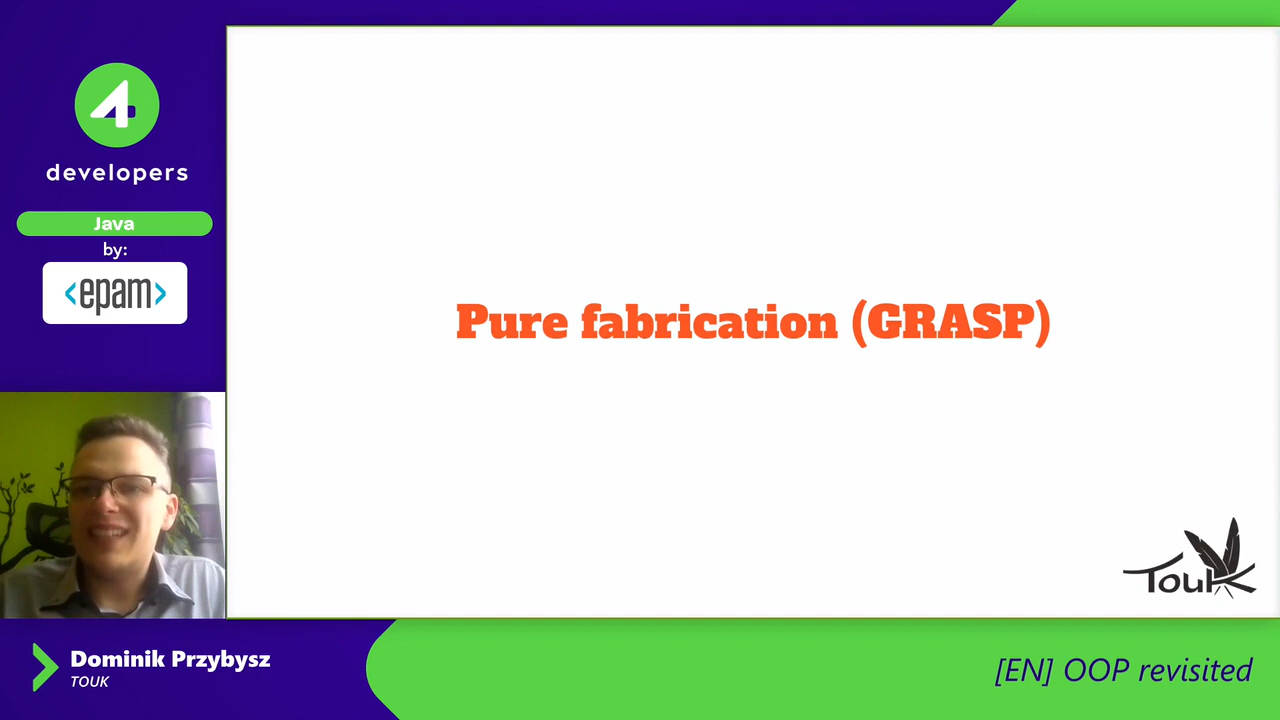 4
developers
Java
by:
<epam>
Pure fabrication (GRASP)
TouK
Dominik Przybysz
TOUK
[EN] OOP revisited